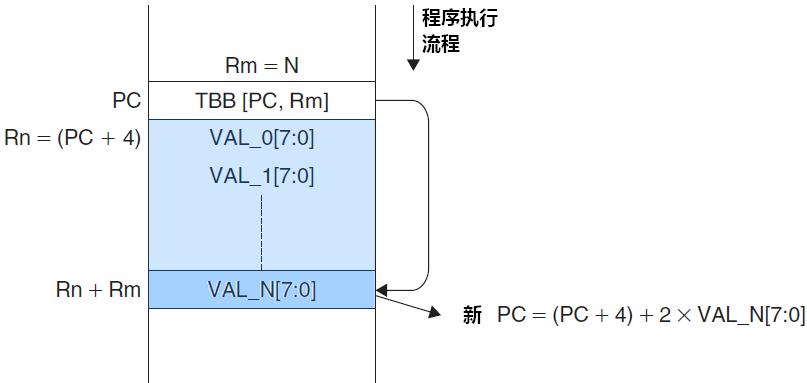 程序执行
流程
Rm = N
PC
TBB [PC, Rm]
Rn = (PC + 4)
VAL_0[7:0]
VAL_1[7:0]
Rn + Rm
VAL_N[7:0]
新 PC = (PC + 4) + 2 × VAL_N[7:0]